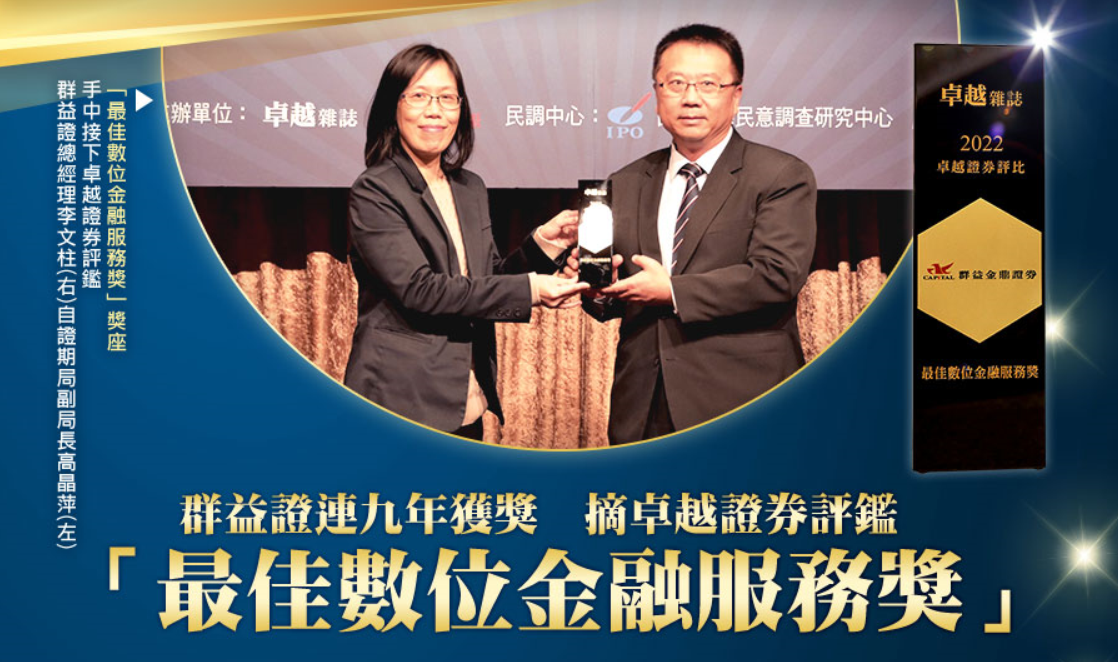 「最佳數位金融服務獎」獎座
手中接下卓越證券評鑑
群益證總經理李文柱(右)自證期局副局長高晶萍(左)
辦單位： 卓越雜誌
民調中心： IPO
民意調查研究中心
卓越雜誌
2022
卓越證券評比
CAPITAL 群益金鼎證券
最佳數位金融服務獎
群益證連九年獲獎 摘卓越證券評鑑
「最佳數位金融服務獎」